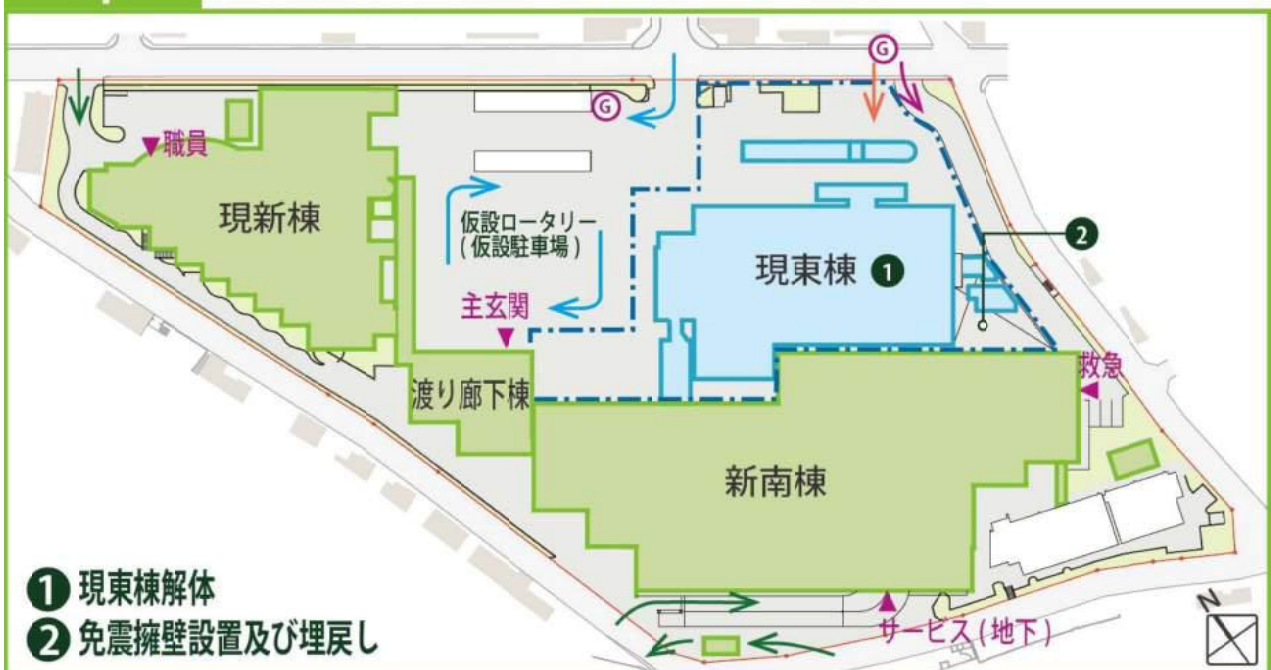 G
G
職員
現新棟
仮設ロータリー
(仮設駐車場)
2
現東棟 1
主玄関
渡り廊下棟
救急
新南棟
1 現東棟解体
2 免震擁壁設置及び埋戻し
サービス(地下)
N